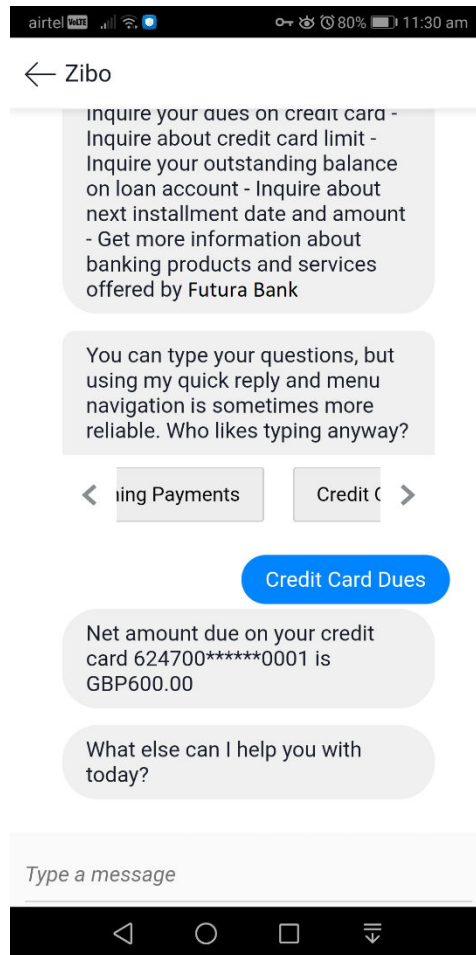 airtel VoLTE 80% 11:30 am
Zibo
Inquire your dues on credit card -
Inquire about credit card limit -
Inquire your outstanding balance
on loan account - Inquire about
next installment date and amount
- Get more information about
banking products and services
offered by Futura Bank
You can type your questions, but
using my quick reply and menu
navigation is sometimes more
reliable. Who likes typing anyway?
ning Payments Credit C
Credit Card Dues
Net amount due on your credit
card 624700******0001 is
GBP600.00
What else can I help you with
today?
Type a message